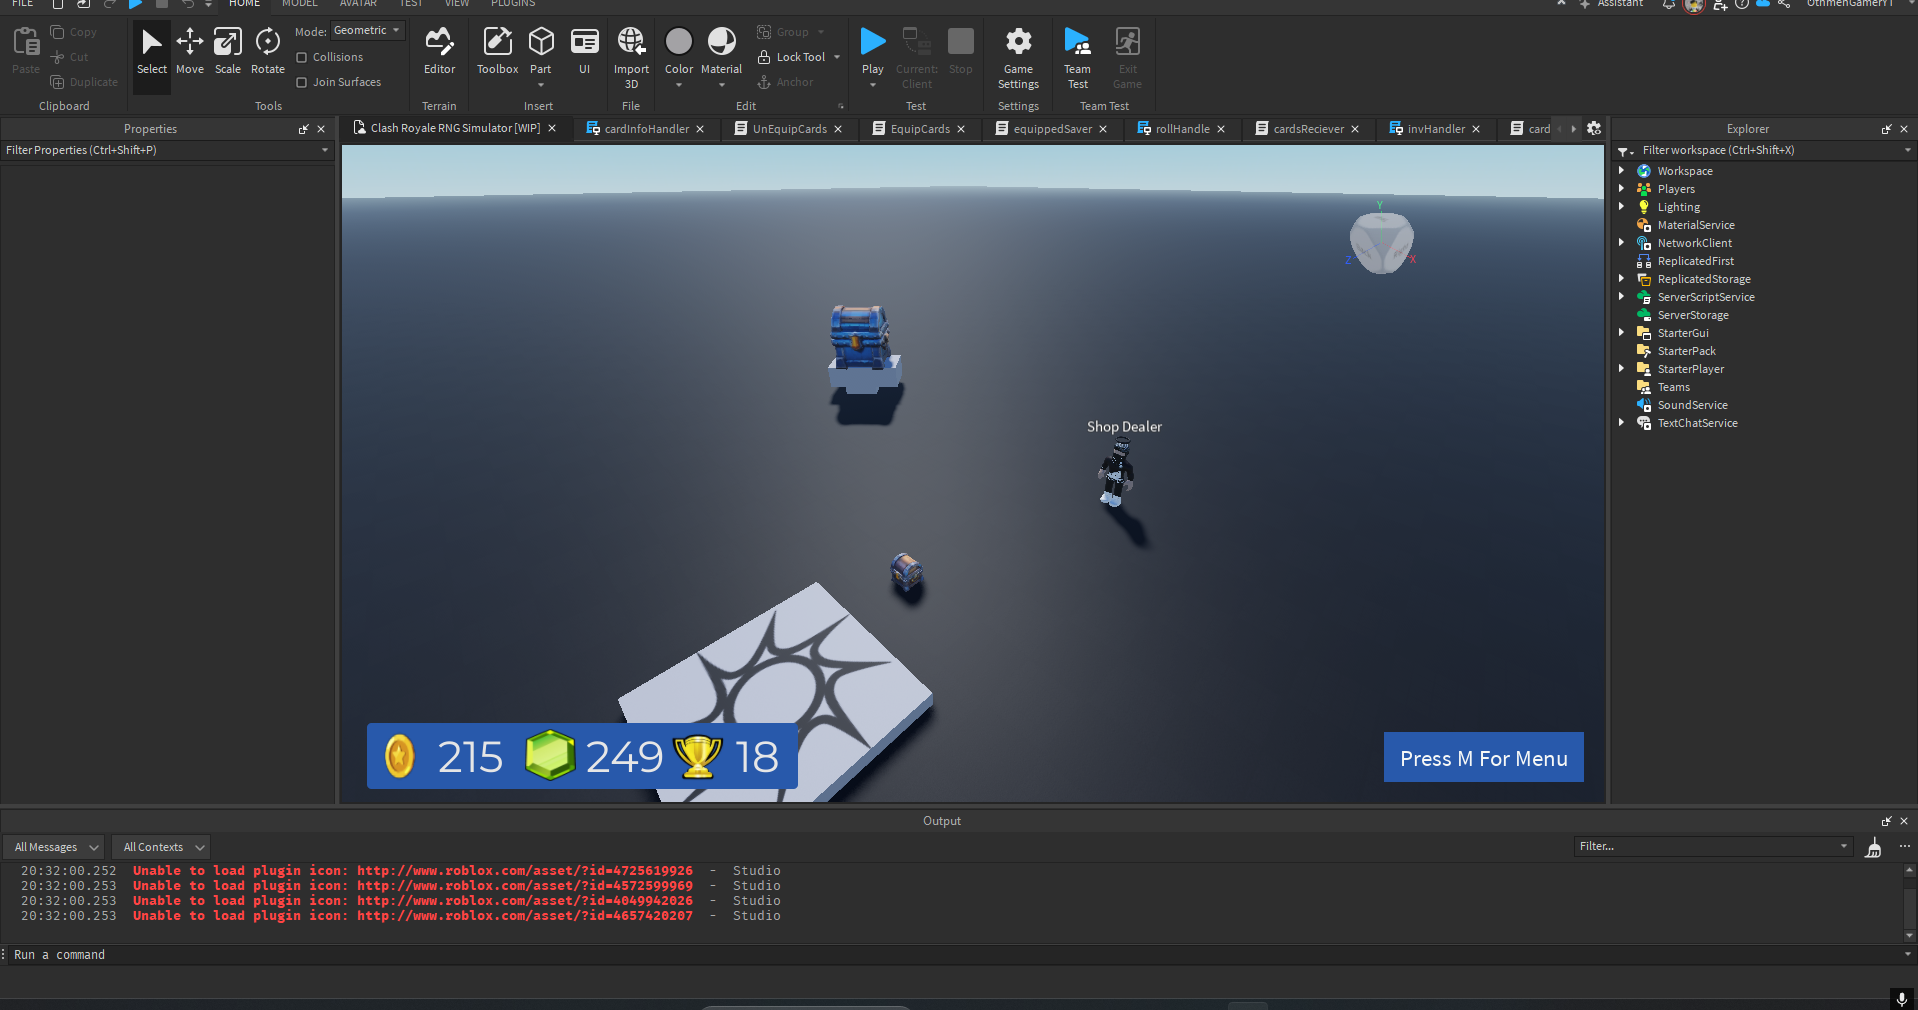 FILE HOME MODEL AVATAR TEST VIEW PLUGINS Assistant OthmenGamerYT
Paste
Copy
Cut
Duplicate
Clipboard
Select
Move
Scale
Rotate
Mode: Geometric
Collisions
Join Surfaces
Tools
Editor
Terrain
Toolbox
Part
UI
Insert
Import
3D
File
Color
Material
Group
Lock Tool
Anchor
Edit
Play
Current:
Client
Stop
Test
Game
Settings
Settings
Team
Test
Exit
Game
Team Test
Properties
Filter Properties (Ctrl+Shift+P)
Clash Royale RNG Simulator [WIP]
cardInfoHandler
UnEquipCards
EquipCards
equippedSaver
rollHandle
cardsReciever
invHandler
card
Y
Z
X
Shop Dealer
215 249 18
Press M For Menu
Explorer
Filter workspace (Ctrl+Shift+X)
Workspace
Players
Lighting
MaterialService
NetworkClient
ReplicatedFirst
ReplicatedStorage
ServerScriptService
ServerStorage
StarterGui
StarterPack
StarterPlayer
Teams
SoundService
TextChatService
Output
All Messages
All Contexts
Filter...
20:32:00.252 Unable to load plugin icon: http://www.roblox.com/asset/?id=4725619926 - Studio
20:32:00.253 Unable to load plugin icon: http://www.roblox.com/asset/?id=4572599969 - Studio
20:32:00.253 Unable to load plugin icon: http://www.roblox.com/asset/?id=4049942026 - Studio
20:32:00.253 Unable to load plugin icon: http://www.roblox.com/asset/?id=4657420207 - Studio
Run a command